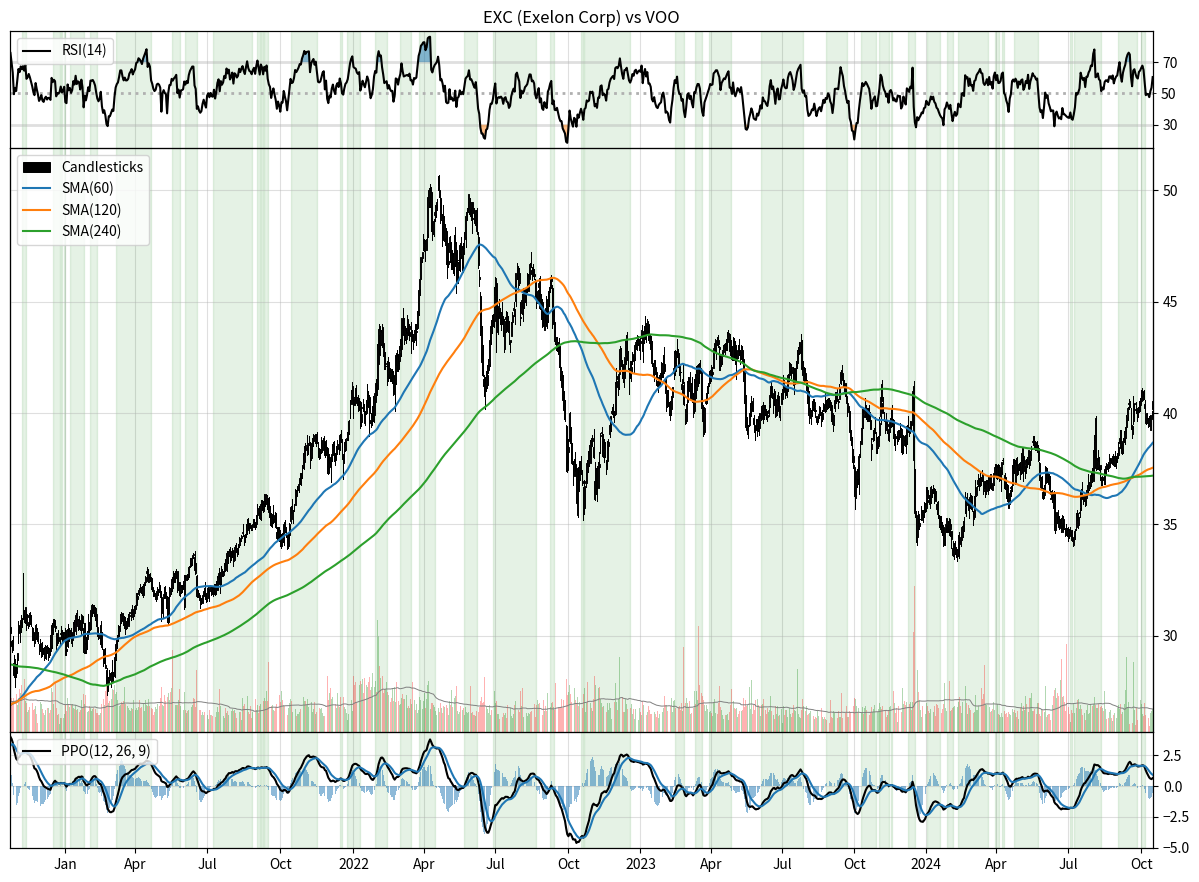 EXC (Exelon Corp) vs VOO
RSI(14)
70
50
30
Candlesticks
SMA(60)
SMA(120)
SMA(240)
50
45
40
35
30
PPO(12, 26, 9)
2.5
0.0
−2.5
−5.0
Jan Apr Jul Oct 2022 Apr Jul Oct 2023 Apr Jul Oct 2024 Apr Jul Oct